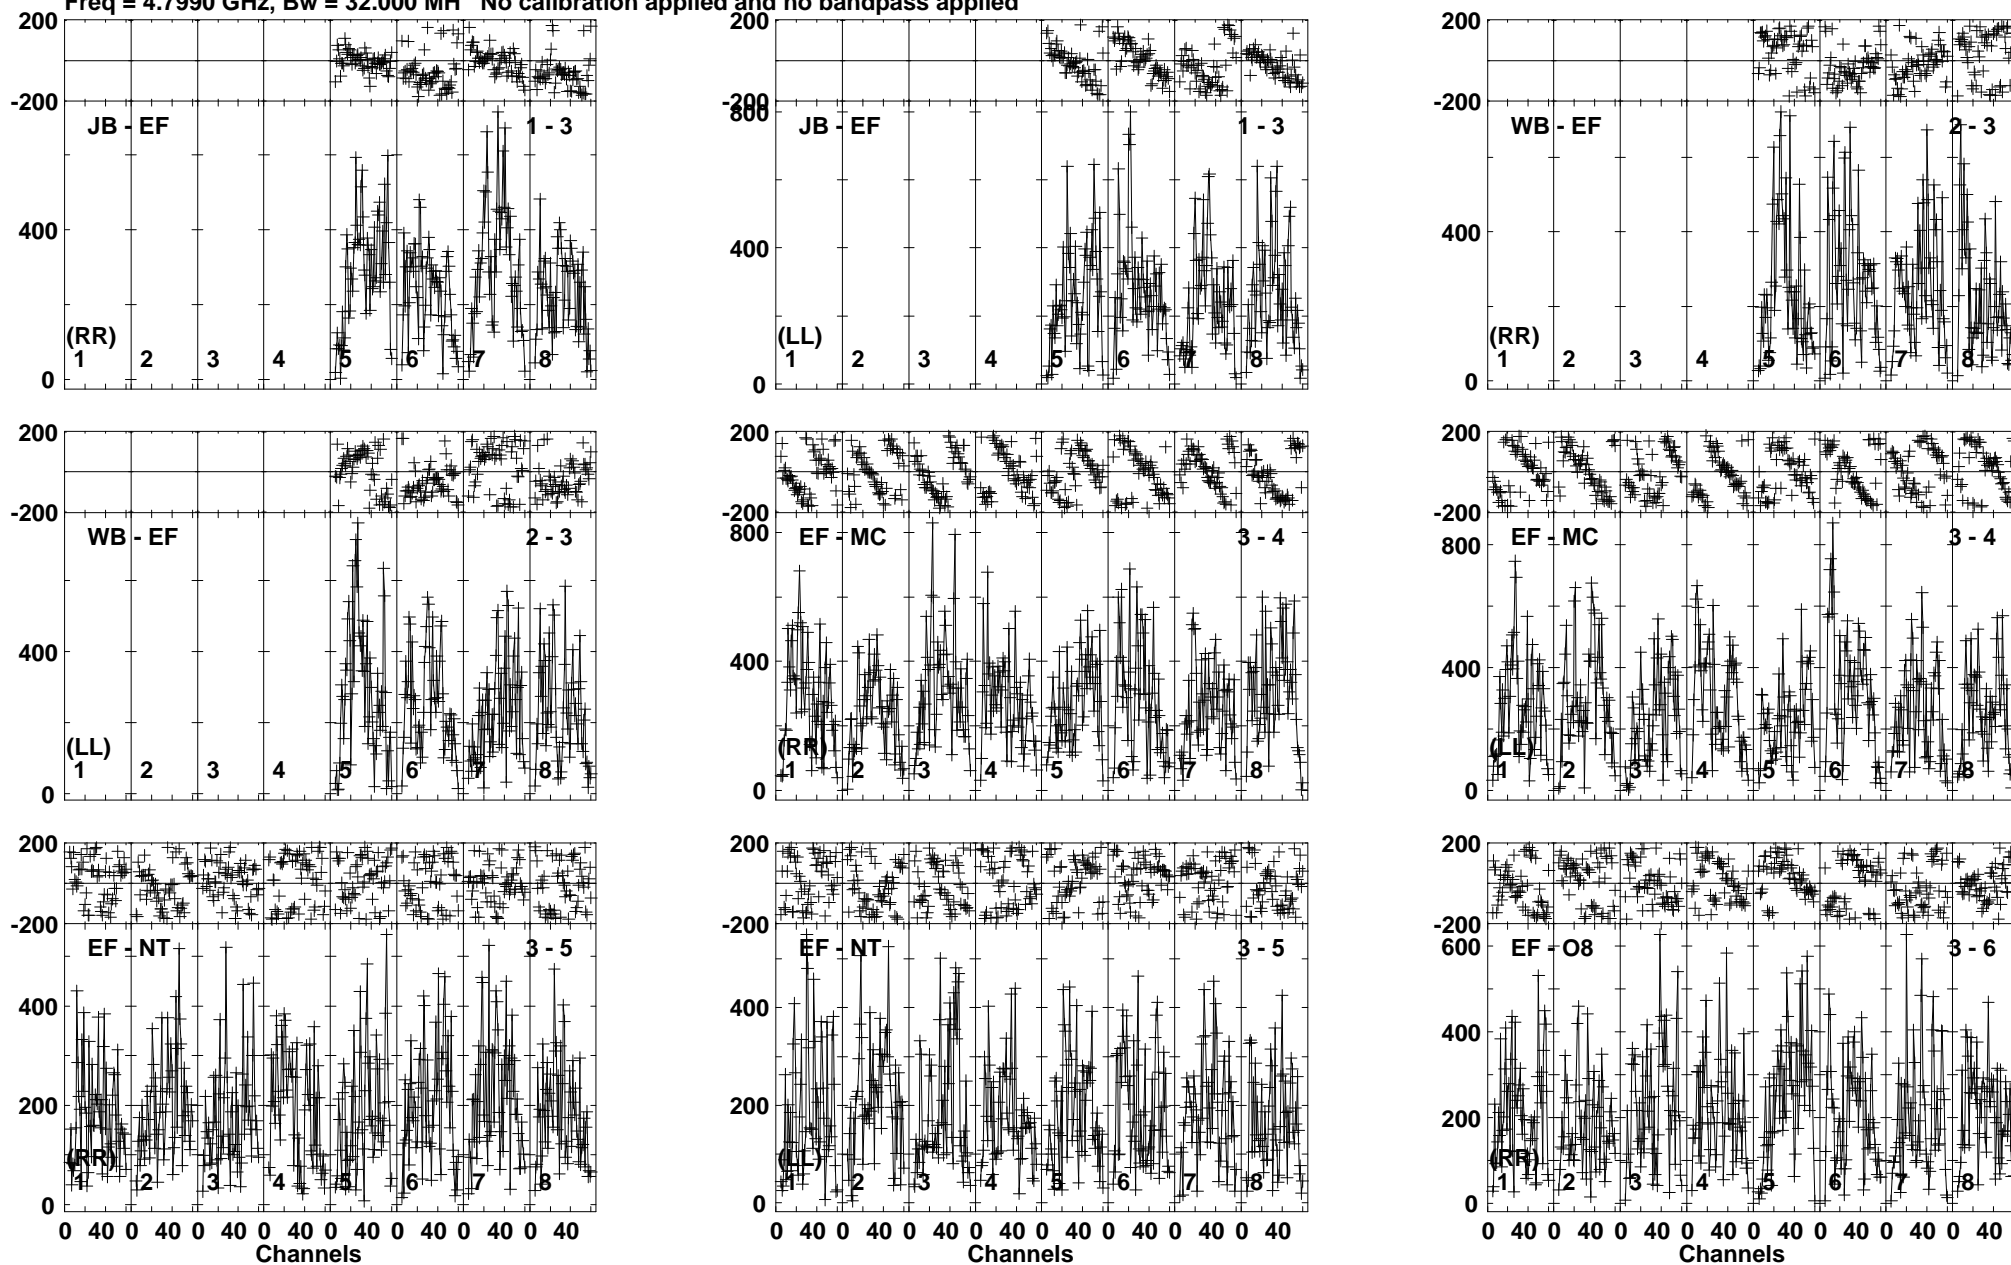 Freq = 4.7990 GHz, Bw = 32.000 MH No calibration applied and no bandpass applied
200 200 200
-200 -200 -200
800
JB - EF 1 - 3 JB - EF 1 - 3 WB - EF 2 - 3
400 400 400
(RR) (LL) (RR)
1 2 3 4 5 6 7 8 1 2 3 4 5 6 7 8 1 2 3 4 5 6 7 8
0 0 0
200 200 200
-200 -200 -200
800 800
WB - EF 2 - 3 EF - MC 3 - 4 EF - MC 3 - 4
400 400 400
(LL) (RR) (LL)
1 2 3 4 5 6 7 8 1 2 3 4 5 6 7 8 1 2 3 4 5 6 7 8
0 0 0
200 200 200
-200 -200 -200
600
EF - NT 3 - 5 EF - NT 3 - 5 EF - O8 3 - 6
400 400 400
200 200 200
(RR) (LL) (RR)
1 2 3 4 5 6 7 8 1 2 3 4 5 6 7 8 1 2 3 4 5 6 7 8
0 0 0
0 40 0 40 0 40 0 40 0 40 0 40 0 40 0 40 0 40 0 40 0 40 0 40 0 40 0 40 0 40 0 40 0 40 0 40 0 40 0 40 0 40 0 40 0 40 0 40
Channels Channels Channels